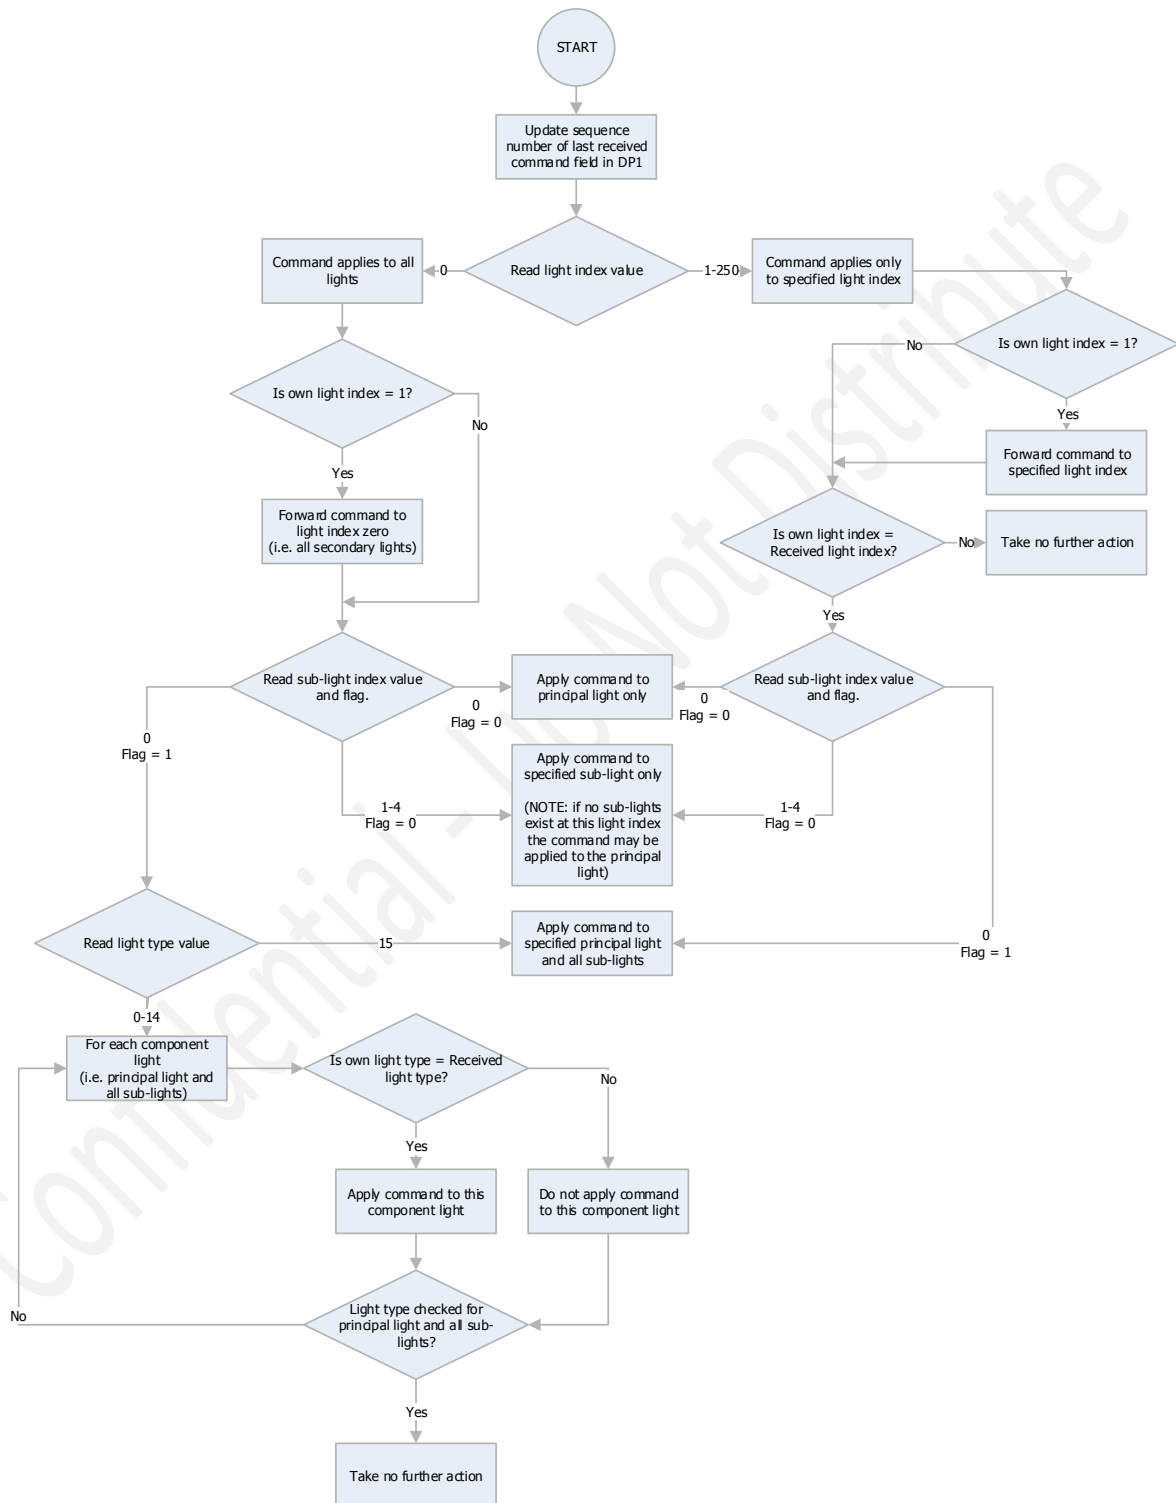 START
Update sequence
number of last received
command field in DP1
Read light index value
0
1-250
Command applies to all
lights
Command applies only
to specified light index
Is own light index = 1?
No
Yes
Is own light index = 1?
No
Yes
Forward command to
specified light index
Forward command to
light index zero
(i.e. all secondary lights)
Is own light index =
Received light index?
No
Take no further action
Yes
Read sub-light index value
and flag.
0
Flag = 0
Apply command to
principal light only
0
Flag = 0
Read sub-light index value
and flag.
0
Flag = 1
1-4
Flag = 0
Apply command to
specified sub-light only
(NOTE: if no sub-lights
exist at this light index
the command may be
applied to the principal
light)
1-4
Flag = 0
Read light type value
15
Apply command to
specified principal light
and all sub-lights
0
Flag = 1
0-14
For each component
light
(i.e. principal light and
all sub-lights)
Is own light type = Received
light type?
No
Yes
Apply command to this
component light
Do not apply command
to this component light
Light type checked for
principal light and all sub-
lights?
No
Yes
Take no further action
Confidential - Do Not Distribute